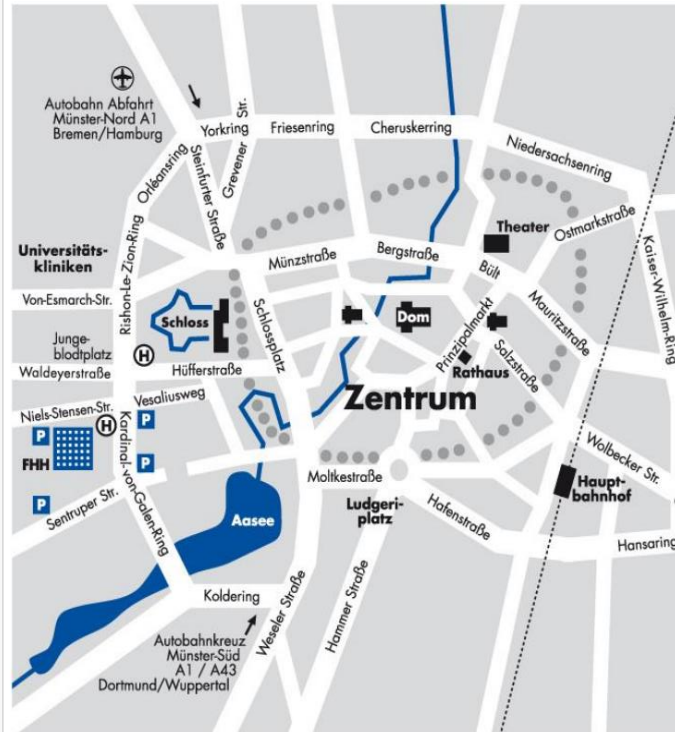 Autobahn Abfahrt
Münster-Nord A1
Bremen/Hamburg
Yorkring
Friesenring
Cheruskerring
Niedersachsenring
Orléansring
Steinfurter Straße
Grevener Str.
Theater
Ostmarkstraße
Universitäts-
kliniken
Rishon-Le-Zion-Ring
Münzstraße
Bergstraße
Bült
Kaiser-Wilhelm-Ring
Von-Esmarch-Str.
Schloss
Schlossplatz
Dom
Prinzipalmarkt
Mauritzstraße
Junge-
blodtplatz
H
Waldeyerstraße
Hüfferstraße
Rathaus
Salzstraße
Vesaliusweg
Zentrum
Niels-Stensen-Str.
H
P
P
FHH
Kardinal-von-Galen-Ring
P
Wolbecker Str.
Moltkestraße
Haupt-
bahnhof
P
Sentruper Str.
Aasee
Ludgeri-
platz
Hafenstraße
Hansaring
Koldering
Weseler Straße
Hammer Straße
Autobahnkreuz
Münster-Süd
A1 / A43
Dortmund/Wuppertal